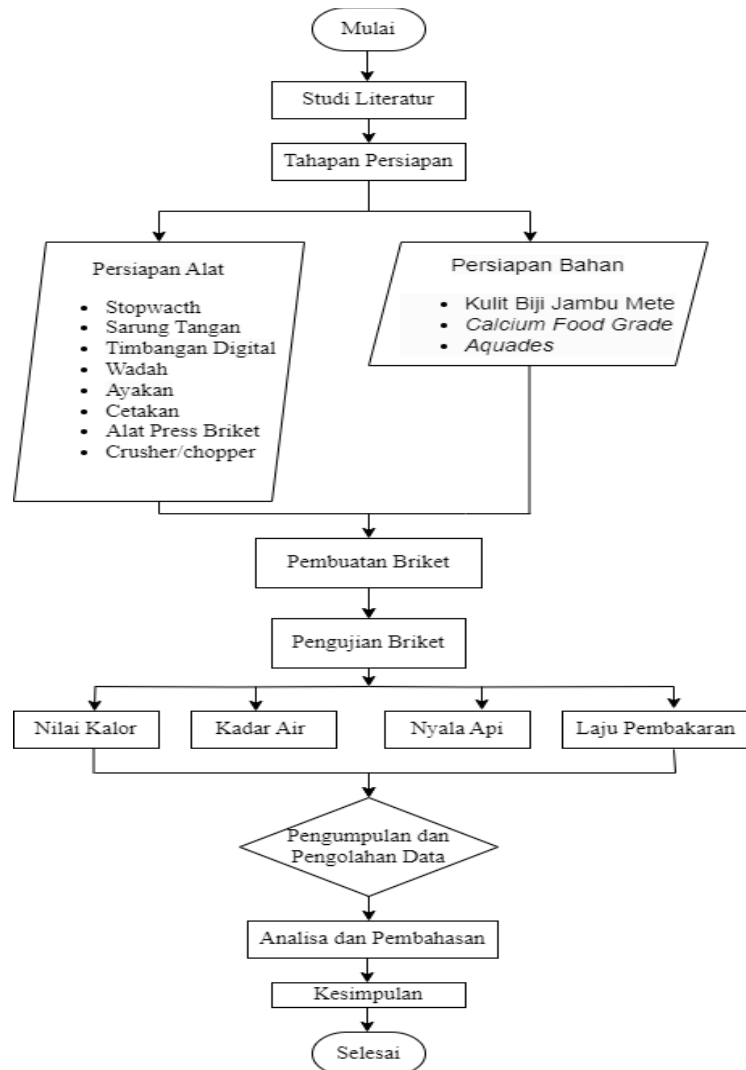 Mulai
Studi Literatur
Tahapan Persiapan
Persiapan Alat
• Stopwacth
• Sarung Tangan
• Timbangan Digital
• Wadah
• Ayakan
• Cetakan
• Alat Press Briket
• Crusher/chopper
Persiapan Bahan
• Kulit Biji Jambu Mete
• Calcium Food Grade
• Aquades
Pembuatan Briket
Pengujian Briket
Nilai Kalor
Kadar Air
Nyala Api
Laju Pembakaran
Pengumpulan dan
Pengolahan Data
Analisa dan Pembahasan
Kesimpulan
Selesai